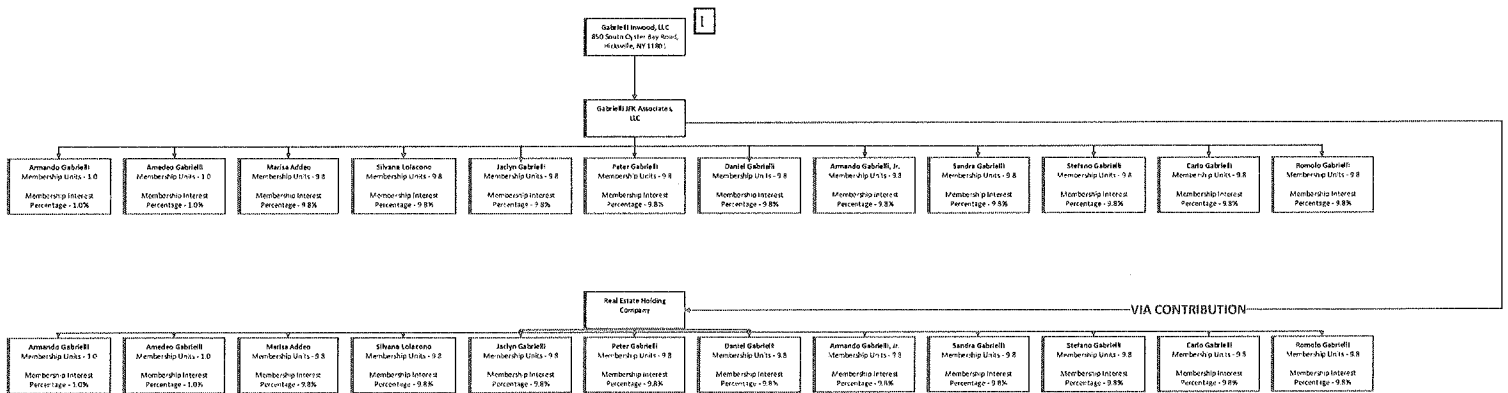 I
Gabrielli Inwood, LLC
850 South Oyster Bay Road,
Hicksville, NY 11801
Gabrielli JFK Associates,
LLC
Armando Gabrielli
Membership Units - 1.0
Membership Interest
Percentage - 1.0%
Amedeo Gabrielli
Membership Units - 1.0
Membership Interest
Percentage - 1.0%
Marisa Addeo
Membership Units - 9.8
Membership Interest
Percentage - 9.8%
Silvana Loiacono
Membership Units - 9.8
Membership Interest
Percentage - 9.8%
Jaclyn Gabrielli
Membership Units - 9.8
Membership Interest
Percentage - 9.8%
Peter Gabrielli
Membership Units - 9.8
Membership Interest
Percentage - 9.8%
Daniel Gabrielli
Membership Units - 9.8
Membership Interest
Percentage - 9.8%
Armando Gabrielli, Jr.
Membership Units - 9.8
Membership Interest
Percentage - 9.8%
Sandra Gabrielli
Membership Units - 9.8
Membership Interest
Percentage - 9.8%
Stefano Gabrielli
Membership Units - 9.8
Membership Interest
Percentage - 9.8%
Carlo Gabrielli
Membership Units - 9.8
Membership Interest
Percentage - 9.8%
Romolo Gabrielli
Membership Units - 9.8
Membership Interest
Percentage - 9.8%
Real Estate Holding
Company
VIA CONTRIBUTION
Armando Gabrielli
Membership Units - 1.0
Membership Interest
Percentage - 1.0%
Amedeo Gabrielli
Membership Units - 1.0
Membership Interest
Percentage - 1.0%
Marisa Addeo
Membership Units - 9.8
Membership Interest
Percentage - 9.8%
Silvana Loiacono
Membership Units - 9.8
Membership Interest
Percentage - 9.8%
Jaclyn Gabrielli
Membership Units - 9.8
Membership Interest
Percentage - 9.8%
Peter Gabrielli
Membership Units - 9.8
Membership Interest
Percentage - 9.8%
Daniel Gabrielli
Membership Units - 9.8
Membership Interest
Percentage - 9.8%
Armando Gabrielli, Jr.
Membership Units - 9.8
Membership Interest
Percentage - 9.8%
Sandra Gabrielli
Membership Units - 9.8
Membership Interest
Percentage - 9.8%
Stefano Gabrielli
Membership Units - 9.8
Membership Interest
Percentage - 9.8%
Carlo Gabrielli
Membership Units - 9.8
Membership Interest
Percentage - 9.8%
Romolo Gabrielli
Membership Units - 9.8
Membership Interest
Percentage - 9.8%